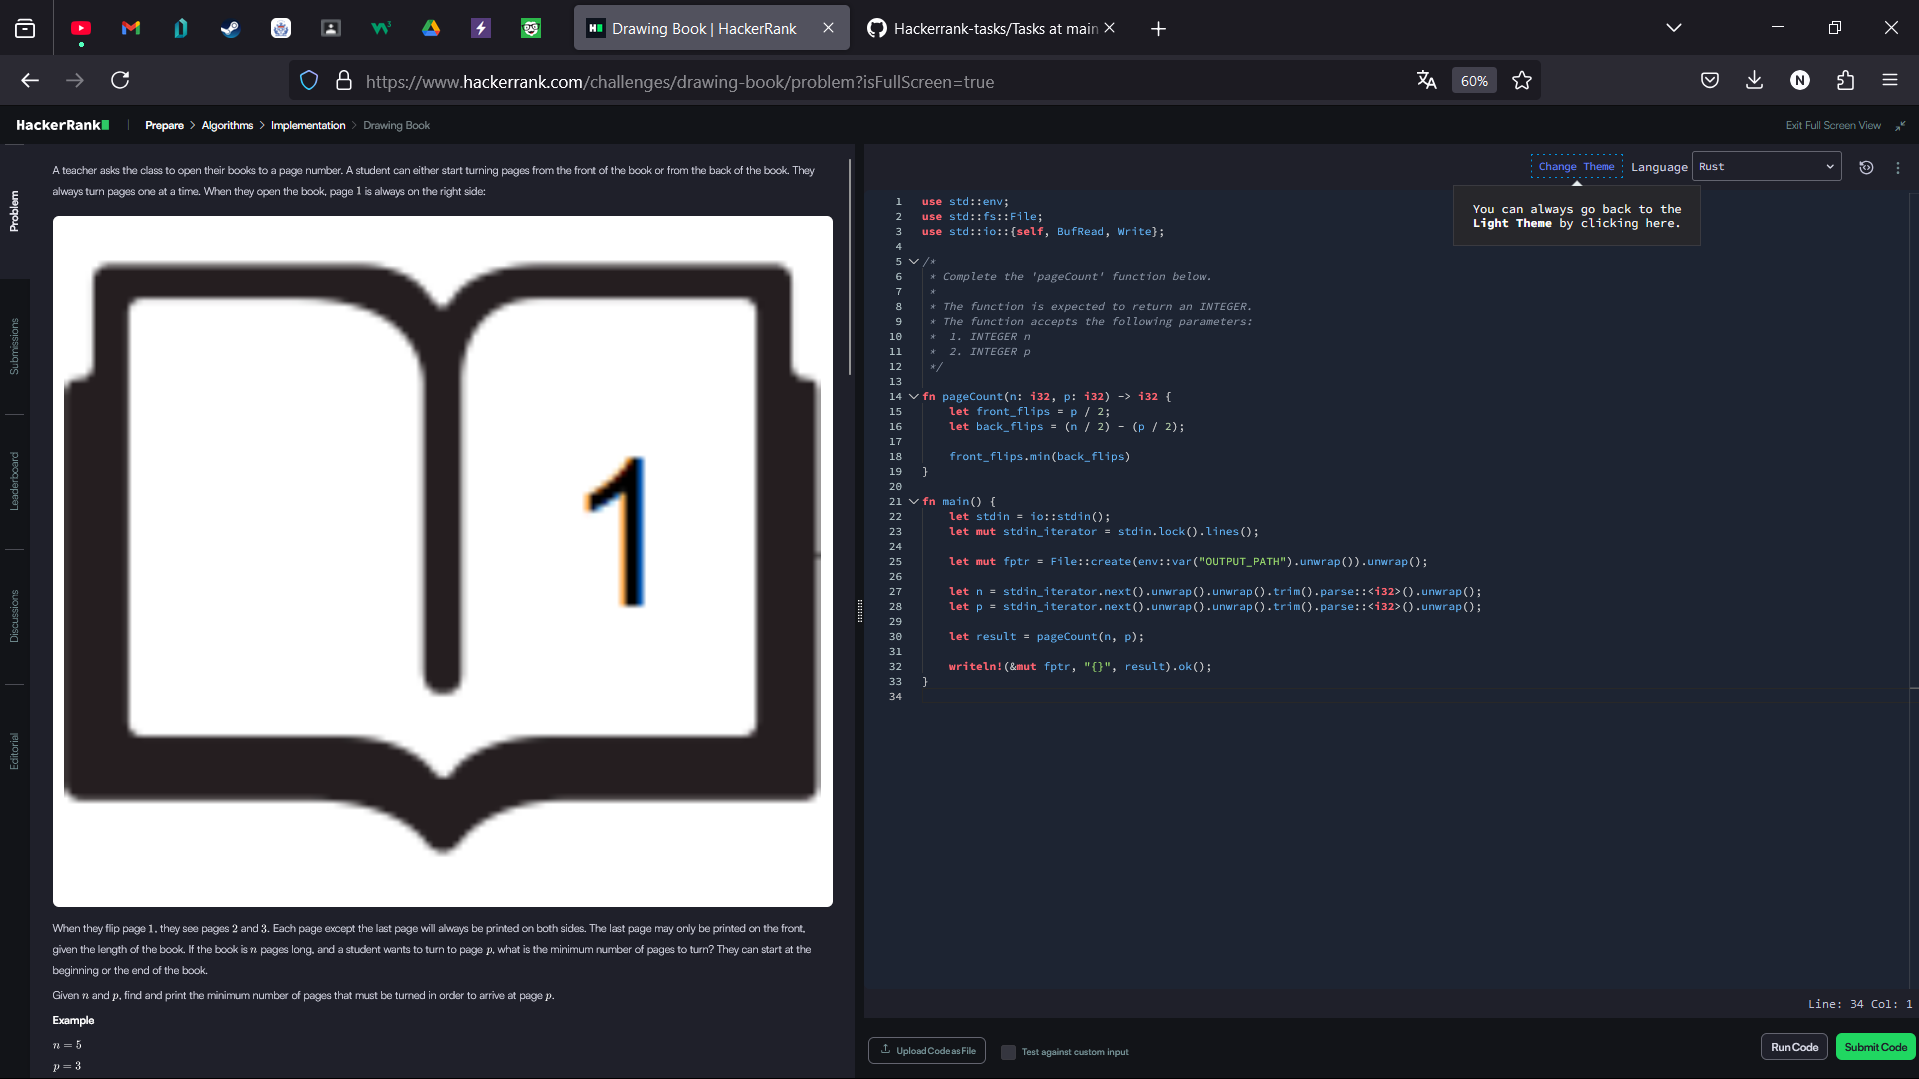 Drawing Book | HackerRank
Hackerrank-tasks/Tasks at main
https://www.hackerrank.com/challenges/drawing-book/problem?isFullScreen=true
60%
N
HackerRank
Prepare > Algorithms > Implementation > Drawing Book
Exit Full Screen View
Problem
Submissions
Leaderboard
Discussions
Editorial
A teacher asks the class to open their books to a page number. A student can either start turning pages from the front of the book or from the back of the book. They
always turn pages one at a time. When they open the book, page 1 is always on the right side:
1
When they flip page 1, they see pages 2 and 3. Each page except the last page will always be printed on both sides. The last page may only be printed on the front,
given the length of the book. If the book is n pages long, and a student wants to turn to page p, what is the minimum number of pages to turn? They can start at the
beginning or the end of the book.
Given n and p, find and print the minimum number of pages that must be turned in order to arrive at page p.
Example
n = 5
p = 3
Change Theme
Language
Rust
You can always go back to the
Light Theme by clicking here.
1 use std::env;
2 use std::fs::File;
3 use std::io::{self, BufRead, Write};
4
5 /*
6 * Complete the 'pageCount' function below.
7 *
8 * The function is expected to return an INTEGER.
9 * The function accepts the following parameters:
10 *  1. INTEGER n
11 *  2. INTEGER p
12 */
13
14 fn pageCount(n: i32, p: i32) -> i32 {
15     let front_flips = p / 2;
16     let back_flips = (n / 2) - (p / 2);
17
18     front_flips.min(back_flips)
19 }
20
21 fn main() {
22     let stdin = io::stdin();
23     let mut stdin_iterator = stdin.lock().lines();
24
25     let mut fptr = File::create(env::var("OUTPUT_PATH").unwrap()).unwrap();
26
27     let n = stdin_iterator.next().unwrap().unwrap().trim().parse::<i32>().unwrap();
28     let p = stdin_iterator.next().unwrap().unwrap().trim().parse::<i32>().unwrap();
29
30     let result = pageCount(n, p);
31
32     writeln!(&mut fptr, "{}", result).ok();
33 }
34
Line: 34 Col: 1
Upload Code as File
Test against custom input
Run Code
Submit Code